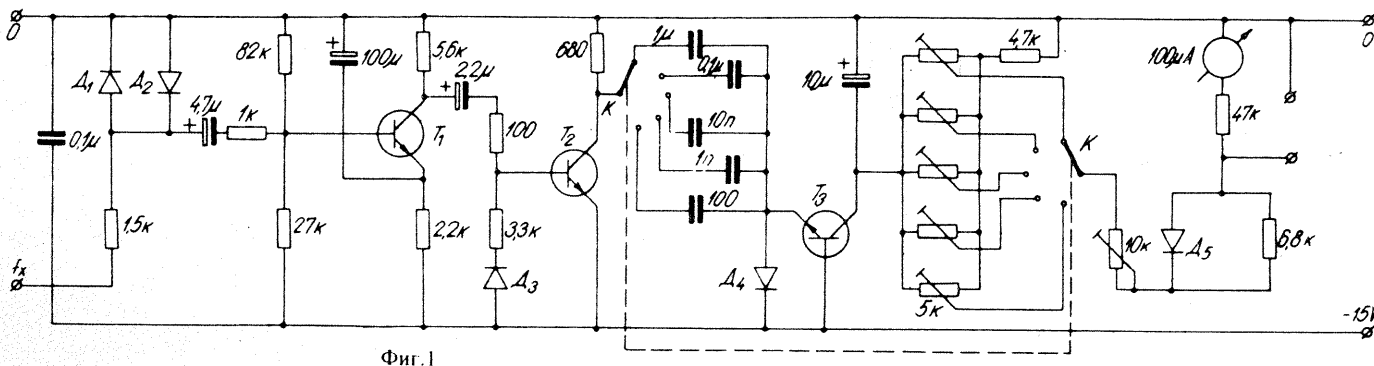 0
fₓ
0,1µ
Д₁
Д₂
1,5к
4,7µ
+
1к
82к
27к
+
100µ
5,6к
T₁
2,2к
+
2,2µ
100
3,3к
Д₃
680
T₂
К
1µ
0,1µ
10n
1n
100
Д₄
T₃
+
10µ
4,7к
5к
К
10к
100µA
47к
Д₅
6,8к
0
-15V
Фиг.1